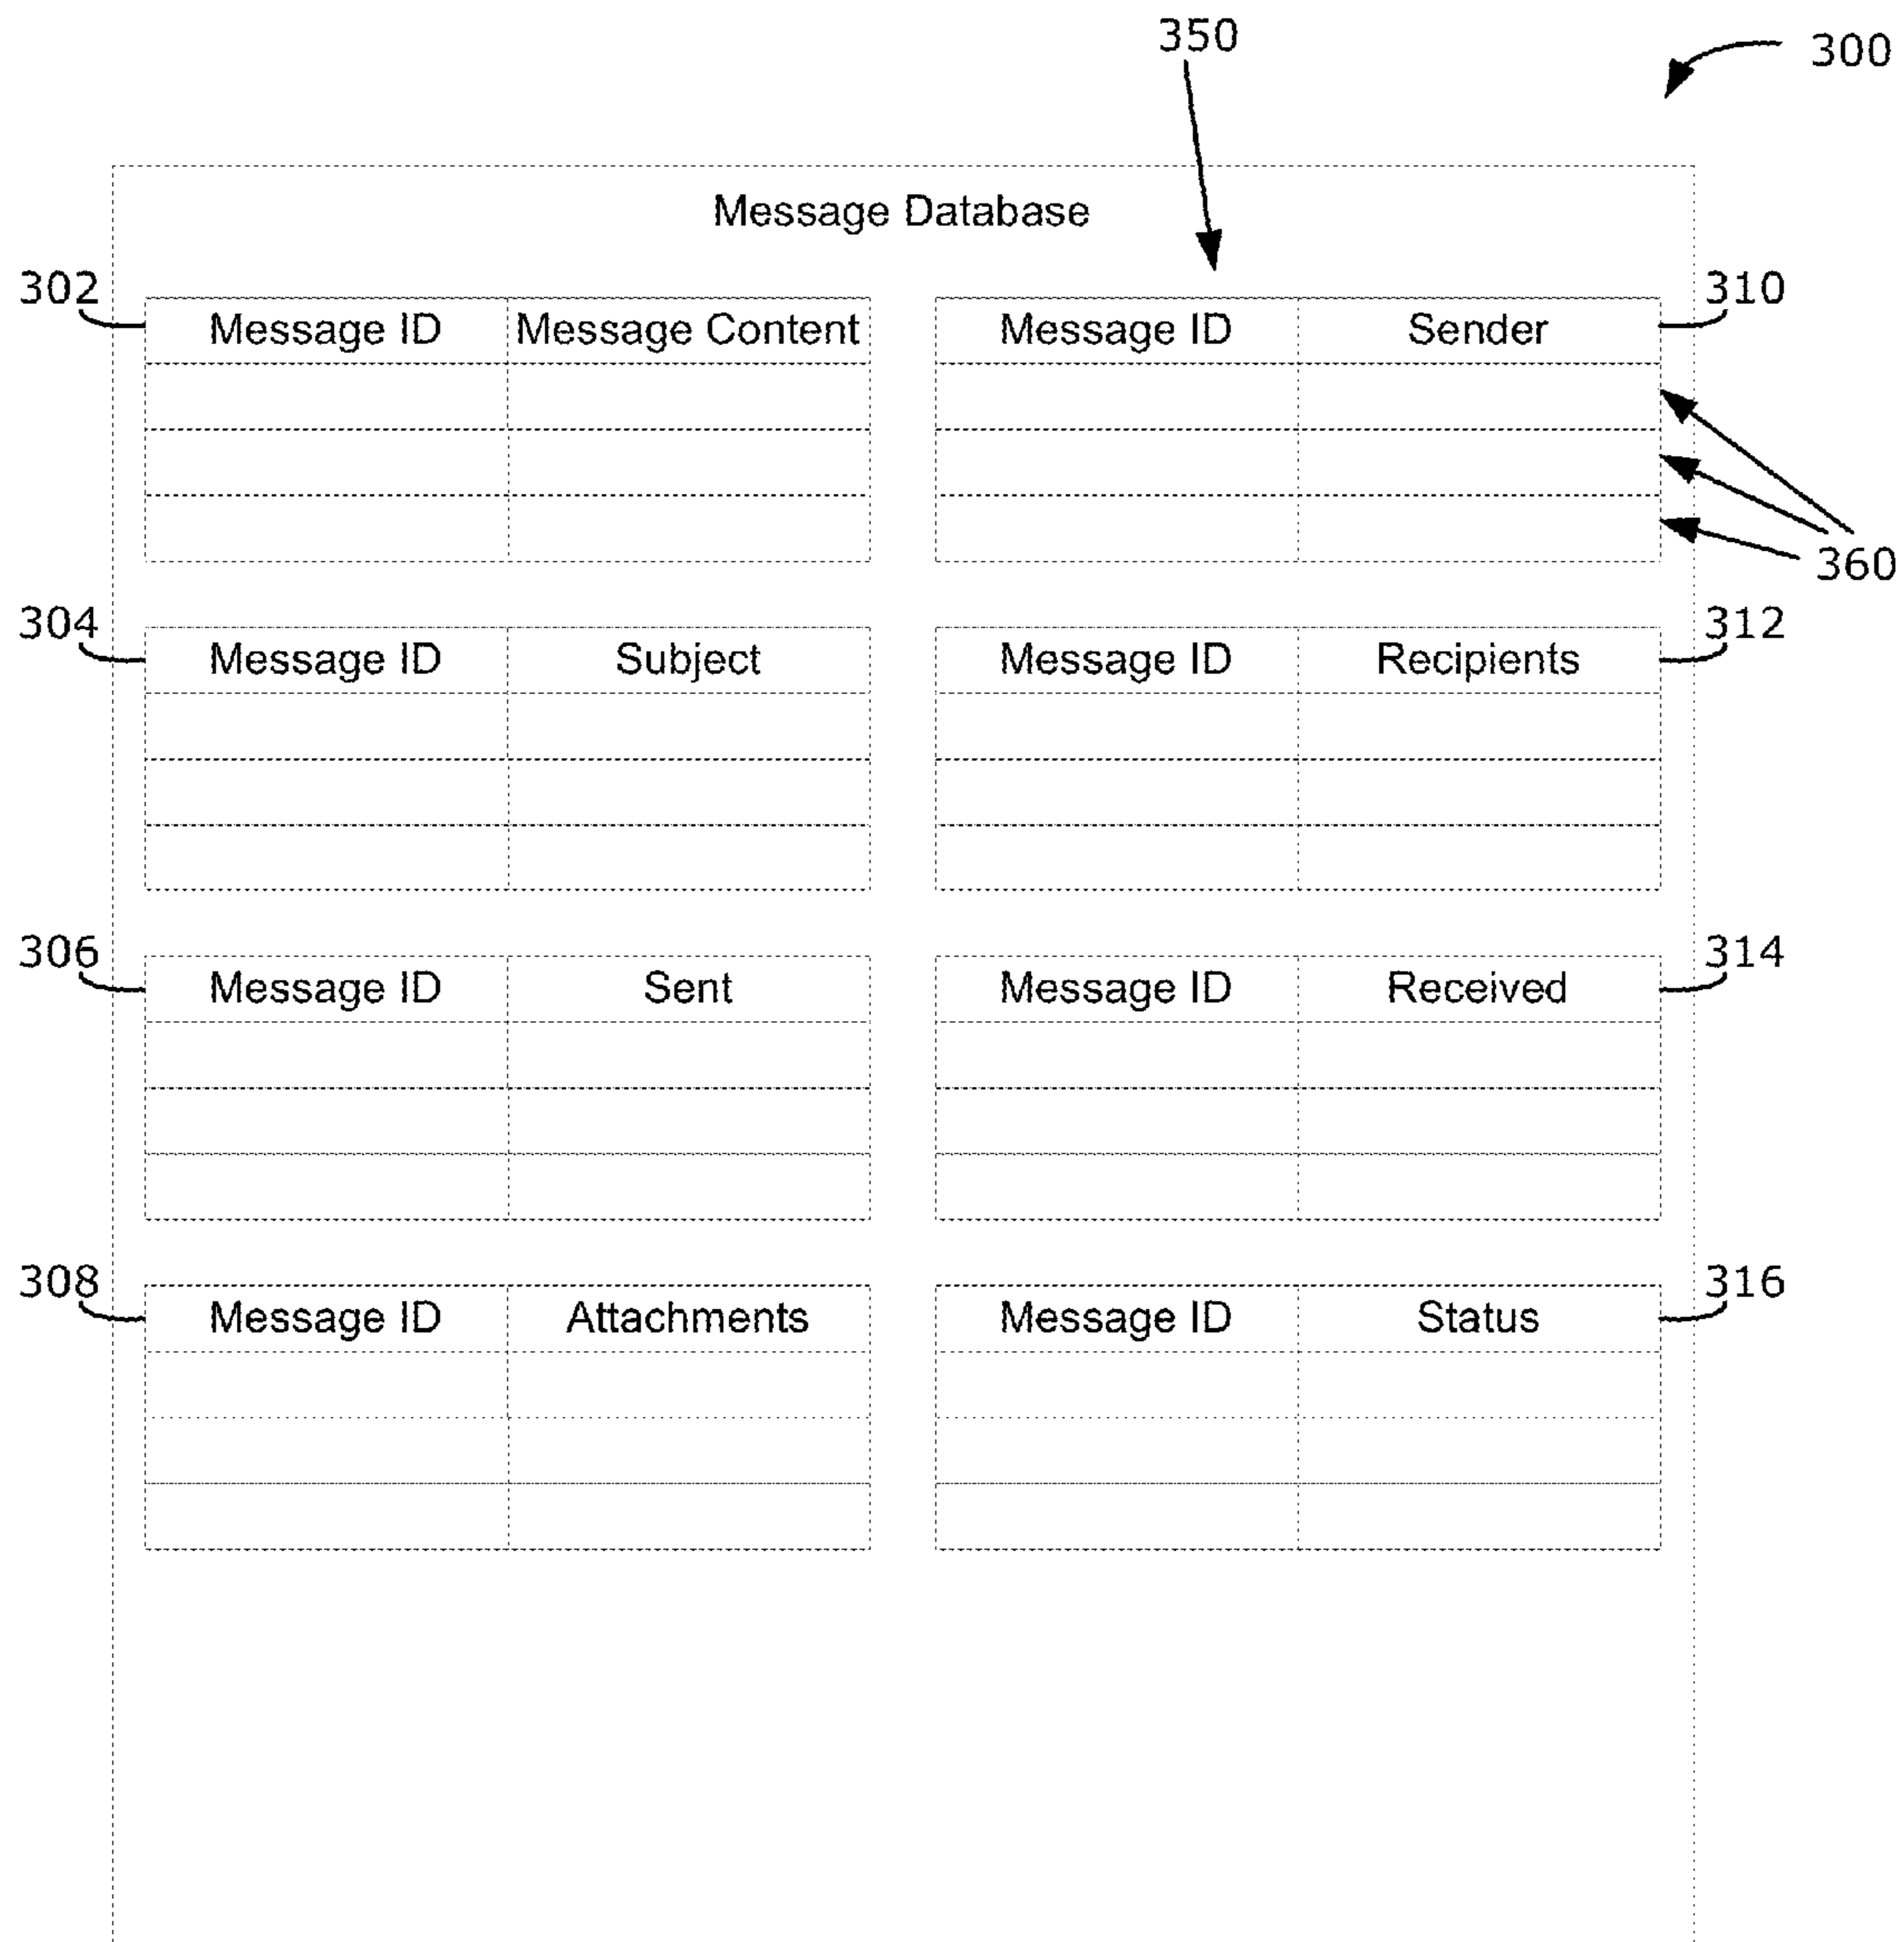 350
300
Message Database
302
310
Message ID Message Content
Message ID Sender
360
304
312
Message ID Subject
Message ID Recipients
306
314
Message ID Sent
Message ID Received
308
316
Message ID Attachments
Message ID Status